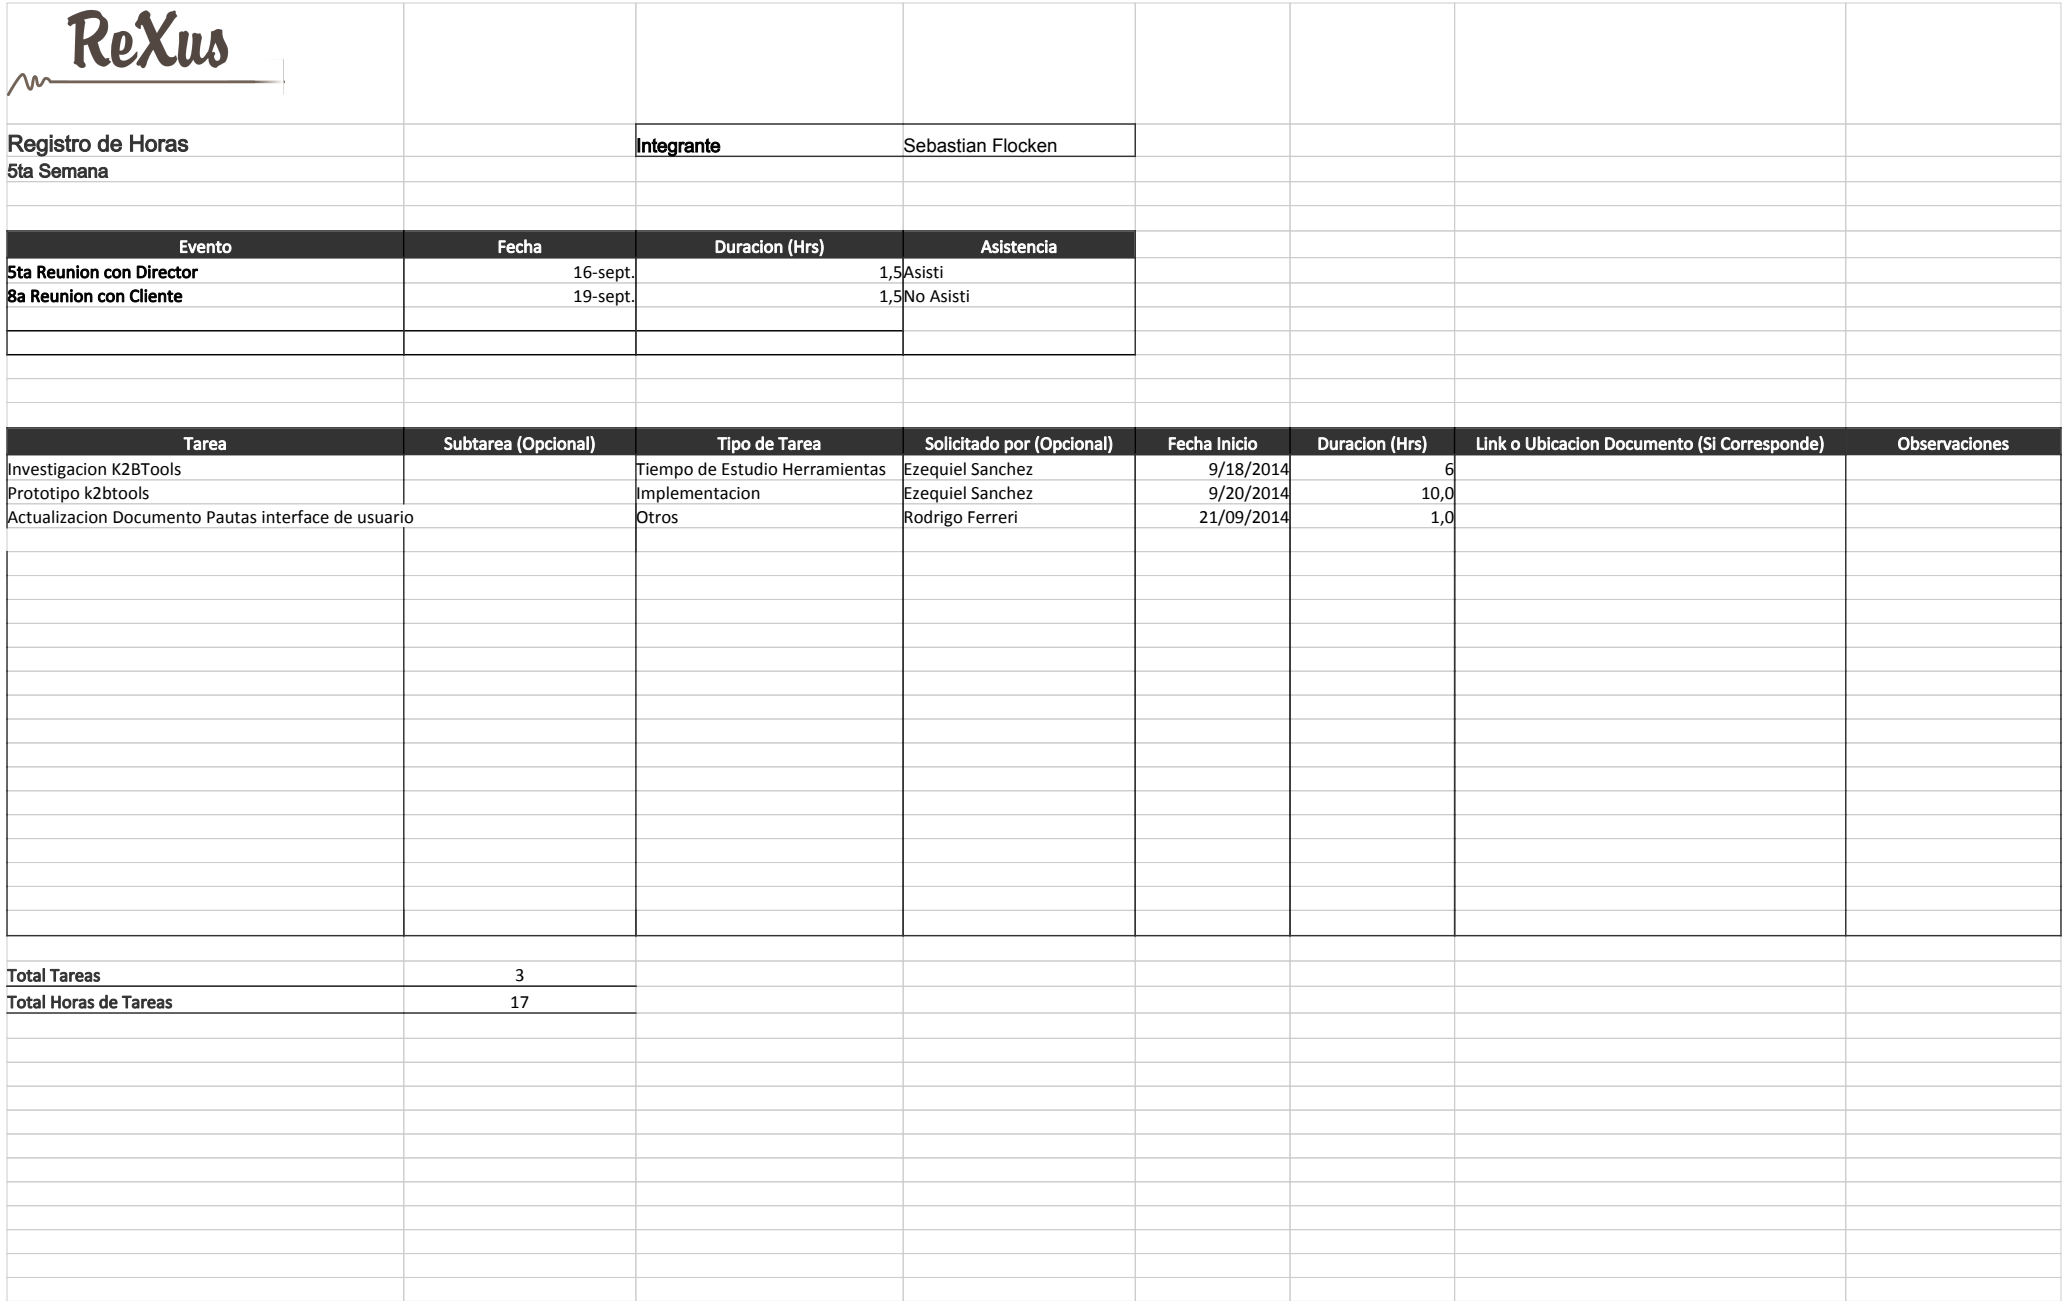 ReXus
Registro de Horas Integrante Sebastian Flocken
5ta Semana
Evento Fecha Duracion (Hrs) Asistencia
5ta Reunion con Director 16-sept. 1,5 Asisti
8a Reunion con Cliente 19-sept. 1,5 No Asisti
Tarea Subtarea (Opcional) Tipo de Tarea Solicitado por (Opcional) Fecha Inicio Duracion (Hrs) Link o Ubicacion Documento (Si Corresponde) Observaciones
Investigacion K2BTools Tiempo de Estudio Herramientas Ezequiel Sanchez 9/18/2014 6
Prototipo k2btools Implementacion Ezequiel Sanchez 9/20/2014 10,0
Actualizacion Documento Pautas interface de usuario Otros Rodrigo Ferreri 21/09/2014 1,0
Total Tareas 3
Total Horas de Tareas 17